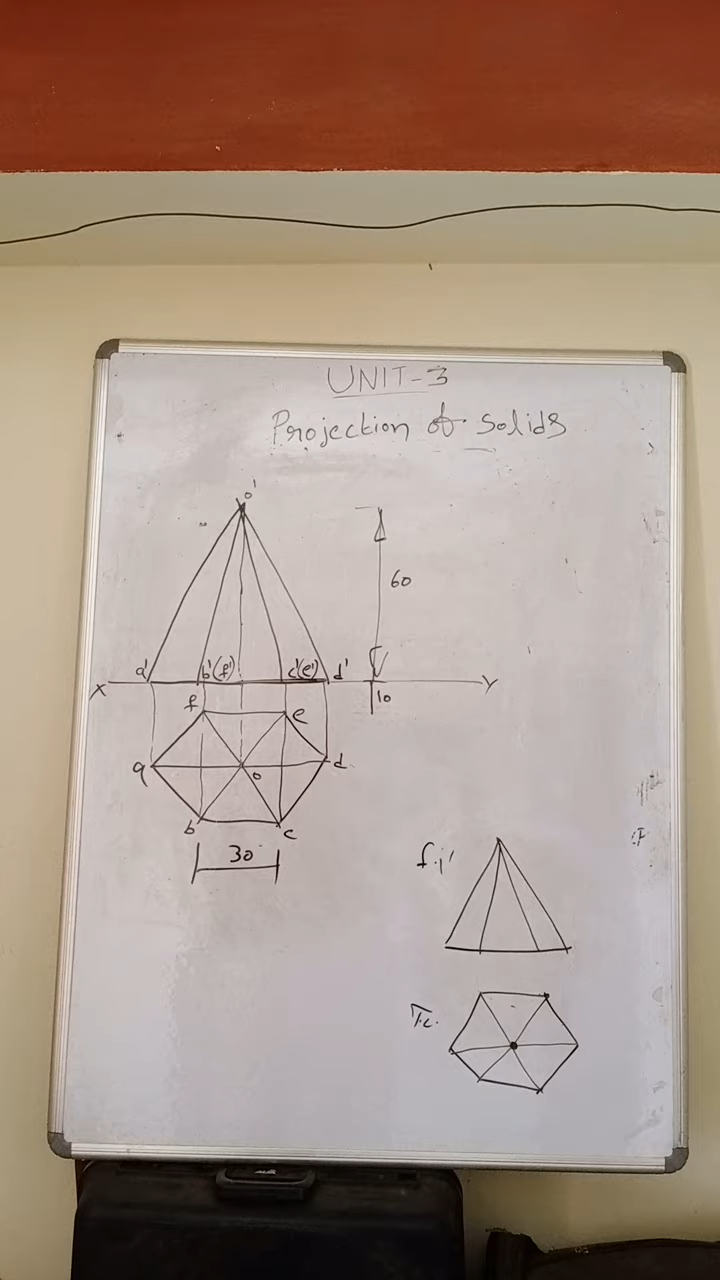 UNIT-3
Projection of solids
o'
60
a' b'(f') c'(e') d'
X Y
10
f e
a o d
b c
30